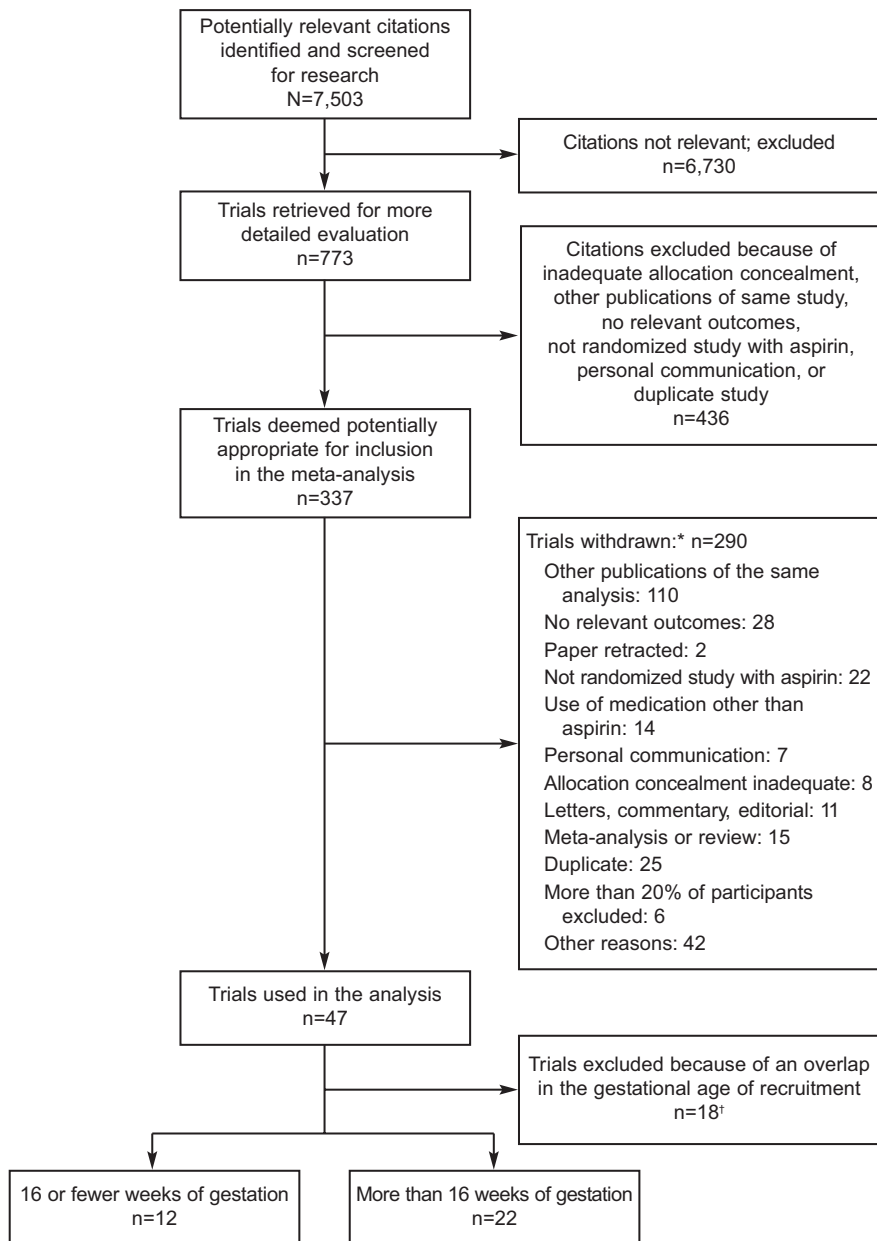 Potentially relevant citations
identified and screened
for research
N=7,503
Citations not relevant; excluded
n=6,730
Trials retrieved for more
detailed evaluation
n=773
Citations excluded because of
inadequate allocation concealment,
other publications of same study,
no relevant outcomes,
not randomized study with aspirin,
personal communication, or
duplicate study
n=436
Trials deemed potentially
appropriate for inclusion
in the meta-analysis
n=337
Trials withdrawn:* n=290
Other publications of the same
analysis: 110
No relevant outcomes: 28
Paper retracted: 2
Not randomized study with aspirin: 22
Use of medication other than
aspirin: 14
Personal communication: 7
Allocation concealment inadequate: 8
Letters, commentary, editorial: 11
Meta-analysis or review: 15
Duplicate: 25
More than 20% of participants
excluded: 6
Other reasons: 42
Trials used in the analysis
n=47
Trials excluded because of an overlap
in the gestational age of recruitment
n=18†
16 or fewer weeks of gestation
n=12
More than 16 weeks of gestation
n=22